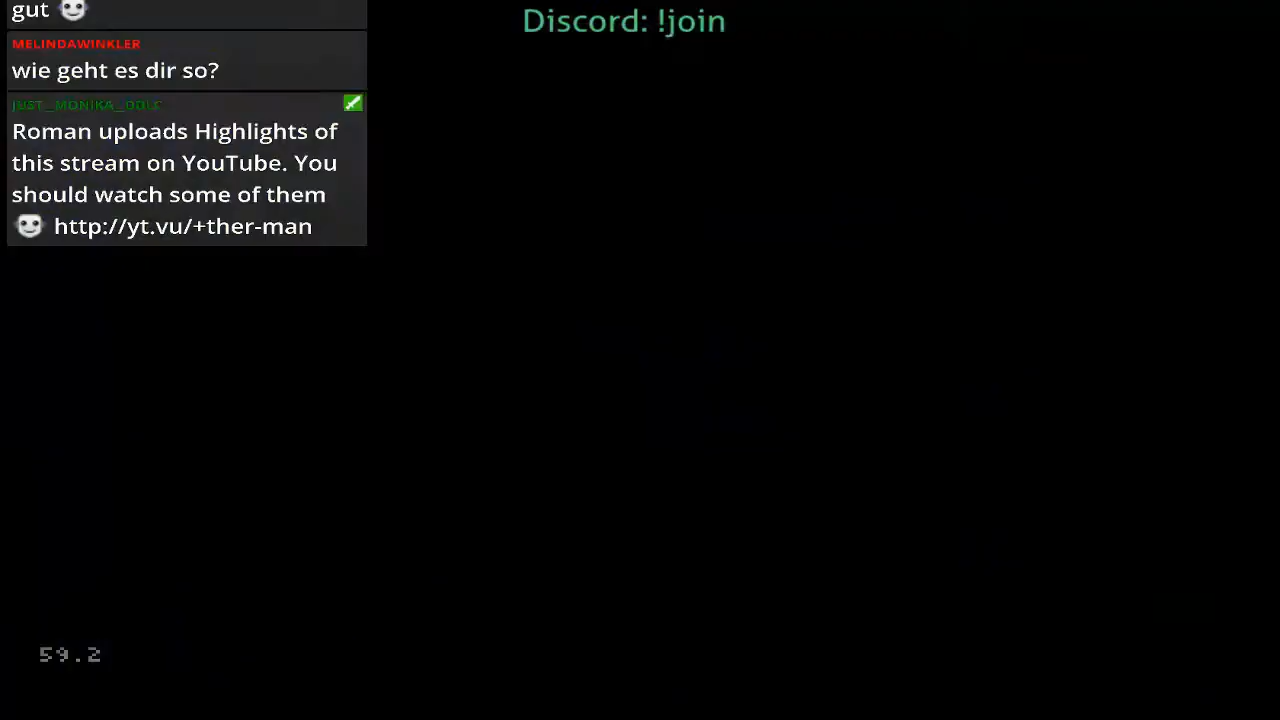 gut
Discord: !join
MELINDAWINKLER
wie geht es dir so?
JUST_MONIKA_DDLC
Roman uploads Highlights of
this stream on YouTube. You
should watch some of them
http://yt.vu/+ther-man
59.2